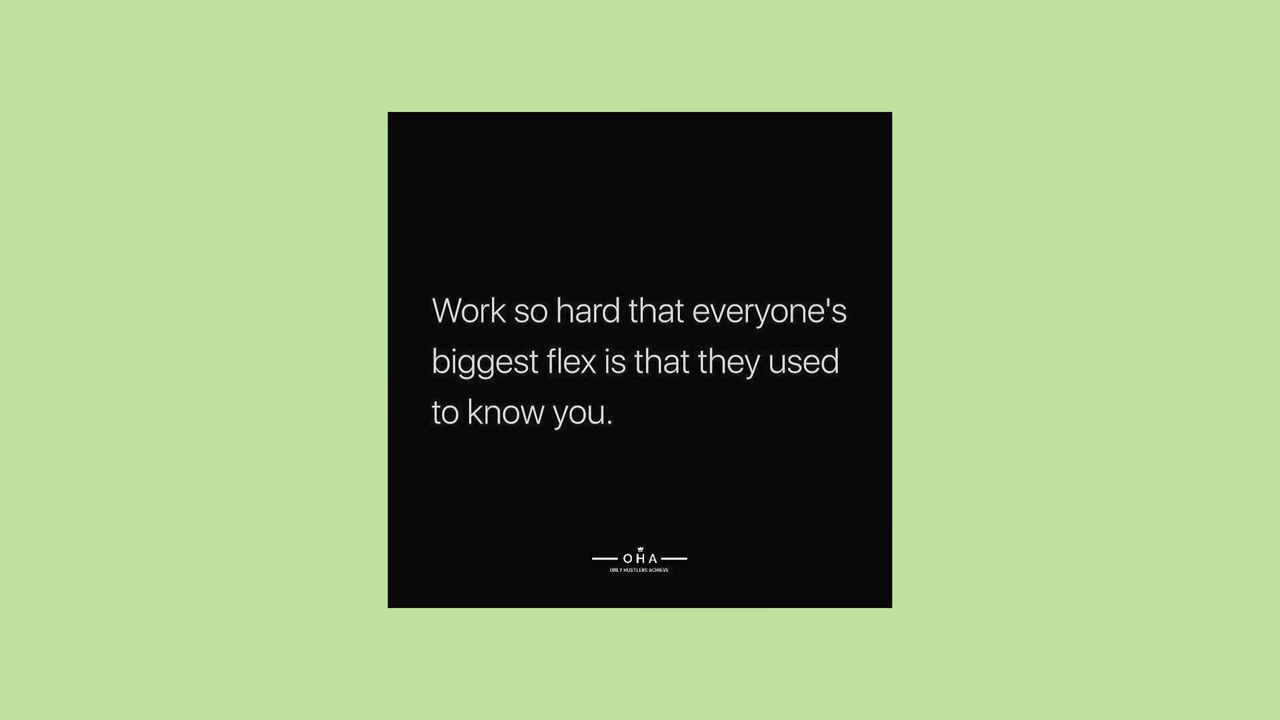 Work so hard that everyone's
biggest flex is that they used
to know you.
OHA
ONLY HUSTLERS ACHIEVE